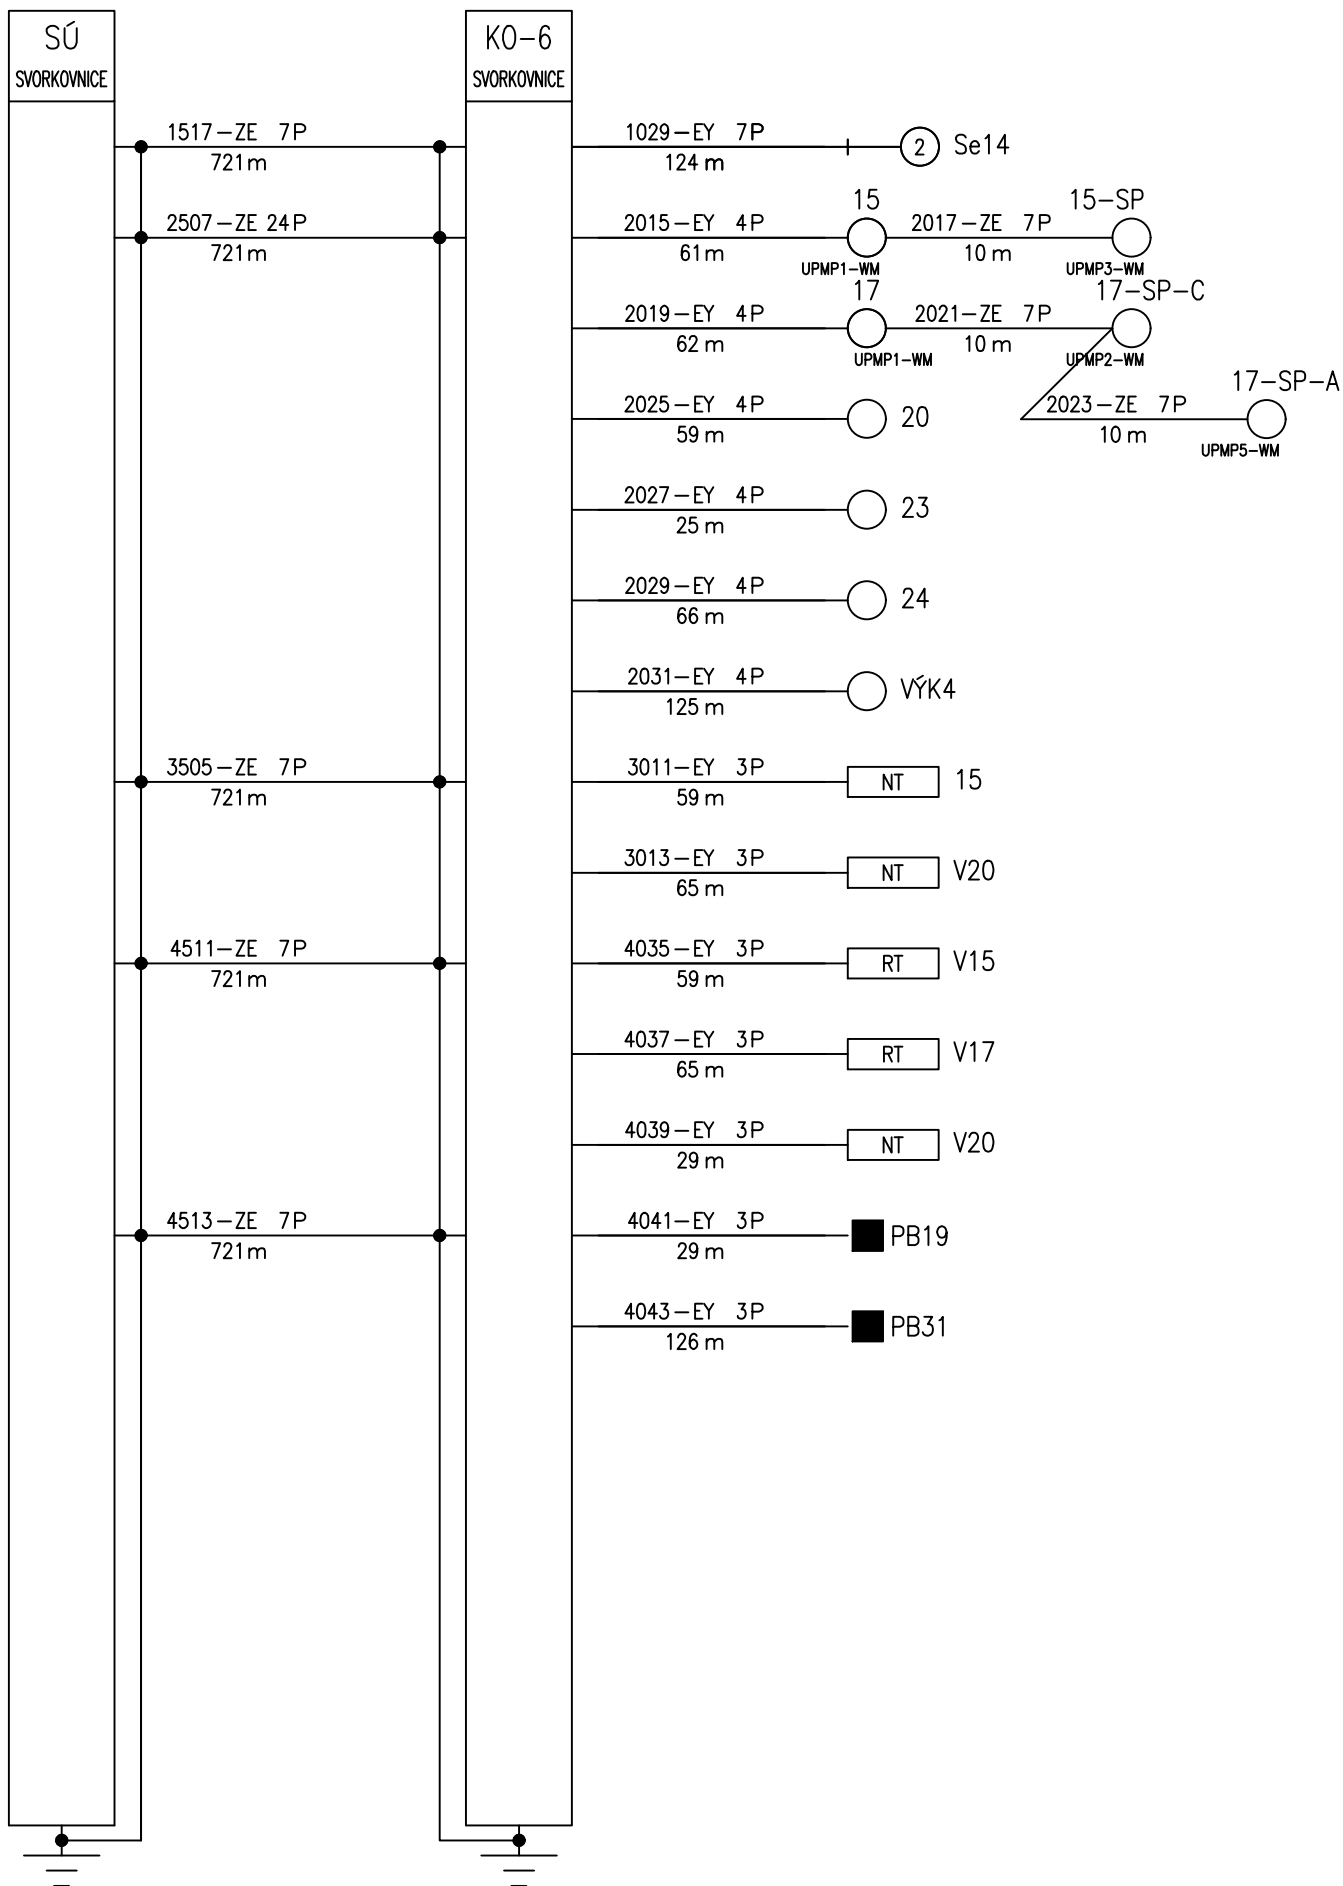 SÚ
SVORKOVNICE
KO-6
SVORKOVNICE
1517-ZE 7P
721m
1029-EY 7P
124 m
2
Se14
2507-ZE 24P
721m
2015-EY 4P
61m
15
UPMP1-WM
2017-ZE 7P
10 m
15-SP
UPMP3-WM
2019-EY 4P
62 m
17
UPMP1-WM
2021-ZE 7P
10 m
17-SP-C
UPMP2-WM
2025-EY 4P
59 m
20
2023-ZE 7P
10 m
17-SP-A
UPMP5-WM
2027-EY 4P
25 m
23
2029-EY 4P
66 m
24
2031-EY 4P
125 m
VÝK4
3505-ZE 7P
721m
3011-EY 3P
59 m
NT
15
3013-EY 3P
65 m
NT
V20
4511-ZE 7P
721m
4035-EY 3P
59 m
RT
V15
4037-EY 3P
65 m
RT
V17
4039-EY 3P
29 m
NT
V20
4513-ZE 7P
721m
4041-EY 3P
29 m
PB19
4043-EY 3P
126 m
PB31